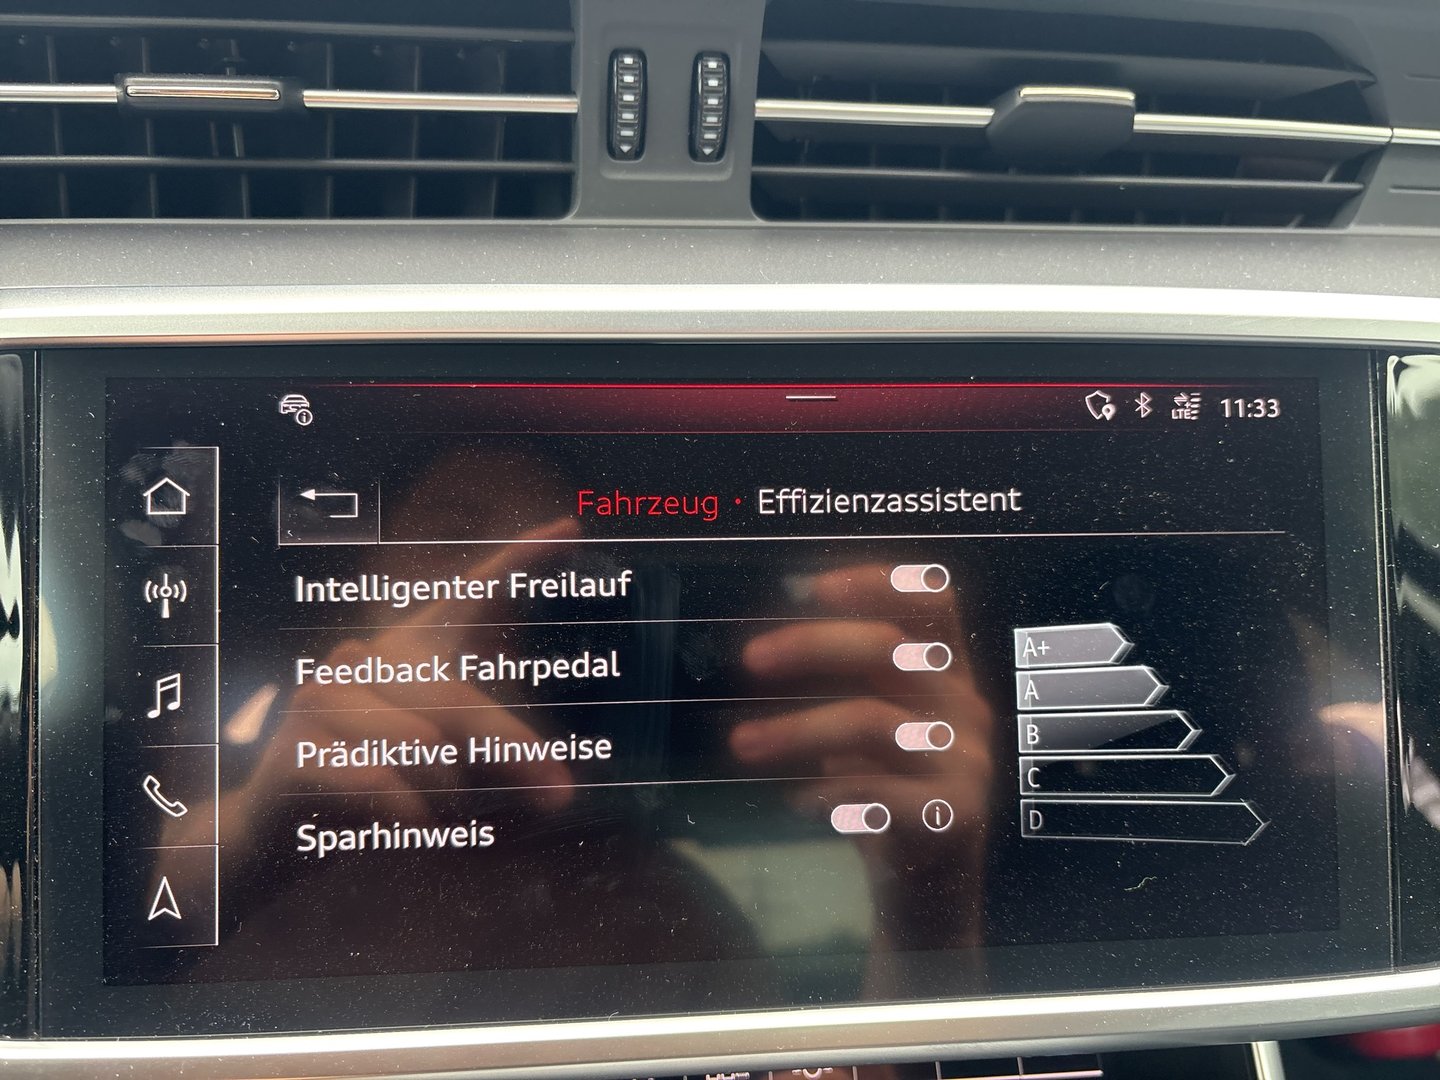 LTE 11:33
Fahrzeug • Effizienzassistent
Intelligenter Freilauf
Feedback Fahrpedal
Prädiktive Hinweise
Sparhinweis
A+
A
B
C
D